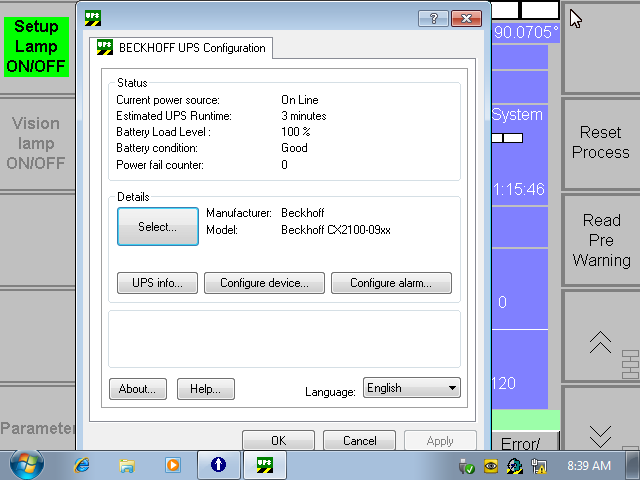 Setup
Lamp
ON/OFF
Vision
lamp
ON/OFF
Parameter
UPS
?
UPS
BECKHOFF UPS Configuration
Status
Current power source: On Line
Estimated UPS Runtime: 3 minutes
Battery Load Level : 100 %
Battery condition: Good
Power fail counter: 0
Details
Select...
Manufacturer: Beckhoff
Model: Beckhoff CX2100-09xx
UPS info...
Configure device...
Configure alarm...
About...
Help...
Language: English
OK
Cancel
Apply
90.0705°
System
1:15:46
0
120
Error/
Reset
Process
Read
Pre
Warning
UPS
8:39 AM